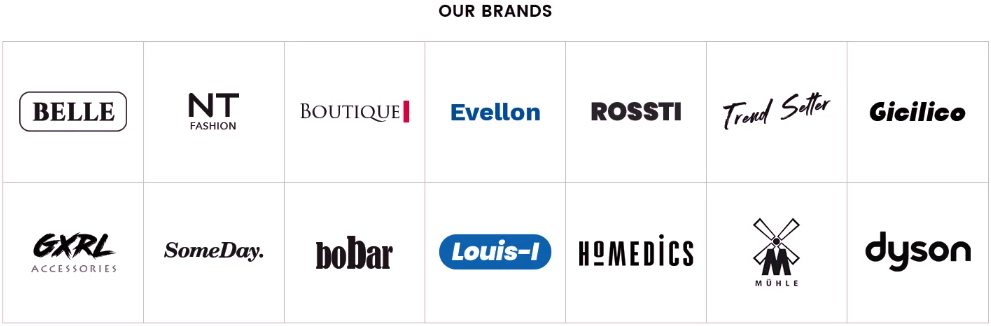 OUR BRANDS
BELLE
NT
FASHION
BOUTIQUE
Evellon
ROSSTI
Trend Setter
Gicilico
GXRL
ACCESSORIES
SomeDay.
bobar
Louis-I
HoMEDiCS
MÜHLE
dyson